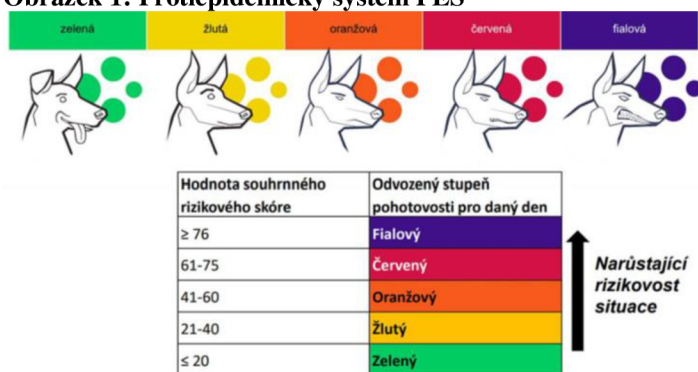 Obrázek 1: Protiepidemický systém PES
zelená žlutá oranžová červená fialová
Hodnota souhrnného rizikového skóre Odvozený stupeň pohotovosti pro daný den
≥ 76 Fialový
61-75 Červený
41-60 Oranžový
21-40 Žlutý
≤ 20 Zelený
Narůstající
rizikovost
situace